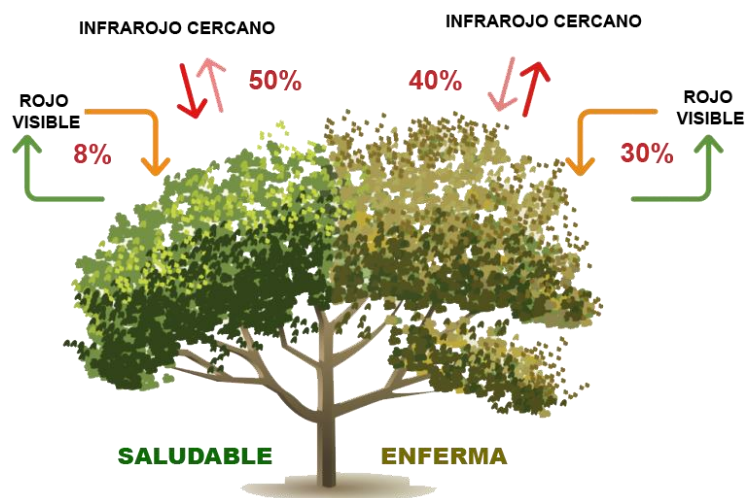 INFRAROJO CERCANO
INFRAROJO CERCANO
50%
40%
ROJO
VISIBLE
ROJO
VISIBLE
8%
30%
SALUDABLE
ENFERMA